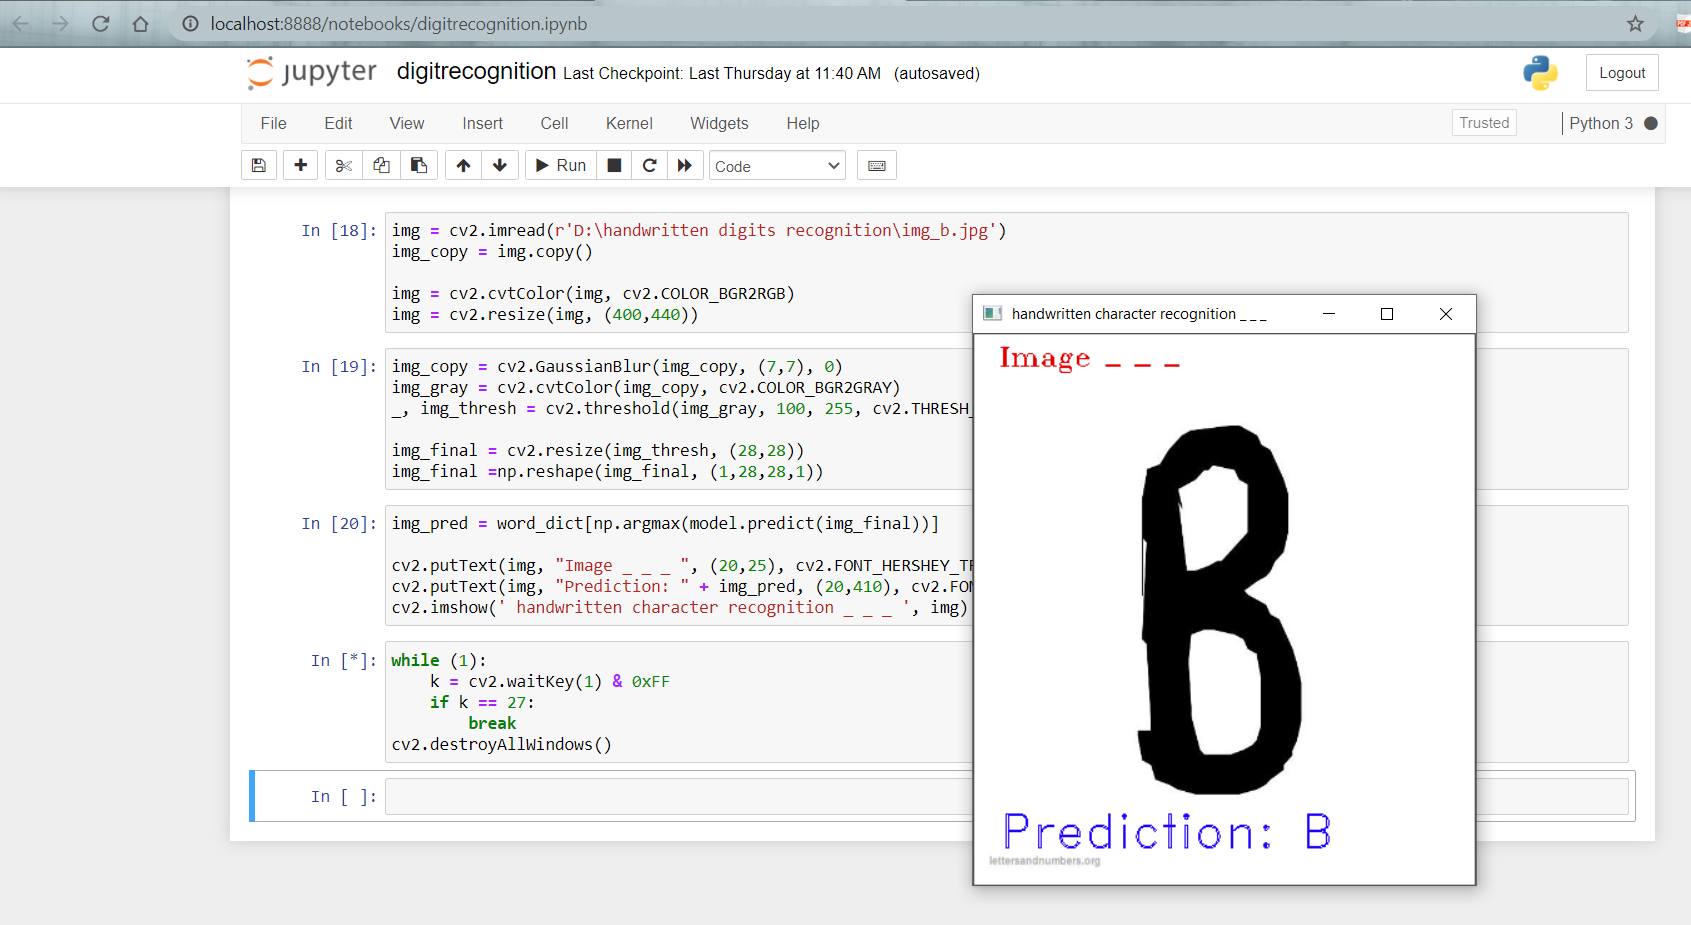 localhost:8888/notebooks/digitrecognition.ipynb
jupyter digitrecognition Last Checkpoint: Last Thursday at 11:40 AM (autosaved)
Logout
File Edit View Insert Cell Kernel Widgets Help
Trusted
Python 3
Run
Code
In [18]: img = cv2.imread(r'D:\handwritten digits recognition\img_b.jpg')
img_copy = img.copy()
img = cv2.cvtColor(img, cv2.COLOR_BGR2RGB)
img = cv2.resize(img, (400,440))
In [19]: img_copy = cv2.GaussianBlur(img_copy, (7,7), 0)
img_gray = cv2.cvtColor(img_copy, cv2.COLOR_BGR2GRAY)
_, img_thresh = cv2.threshold(img_gray, 100, 255, cv2.THRESH_
img_final = cv2.resize(img_thresh, (28,28))
img_final =np.reshape(img_final, (1,28,28,1))
In [20]: img_pred = word_dict[np.argmax(model.predict(img_final))]
cv2.putText(img, "Image _ _ _ ", (20,25), cv2.FONT_HERSHEY_TR
cv2.putText(img, "Prediction: " + img_pred, (20,410), cv2.FON
cv2.imshow(' handwritten character recognition _ _ _ ', img)
In [*]: while (1):
k = cv2.waitKey(1) & 0xFF
if k == 27:
break
cv2.destroyAllWindows()
In [ ]:
handwritten character recognition _ _ _
Image _ _ _
B
Prediction: B
lettersandnumbers.org